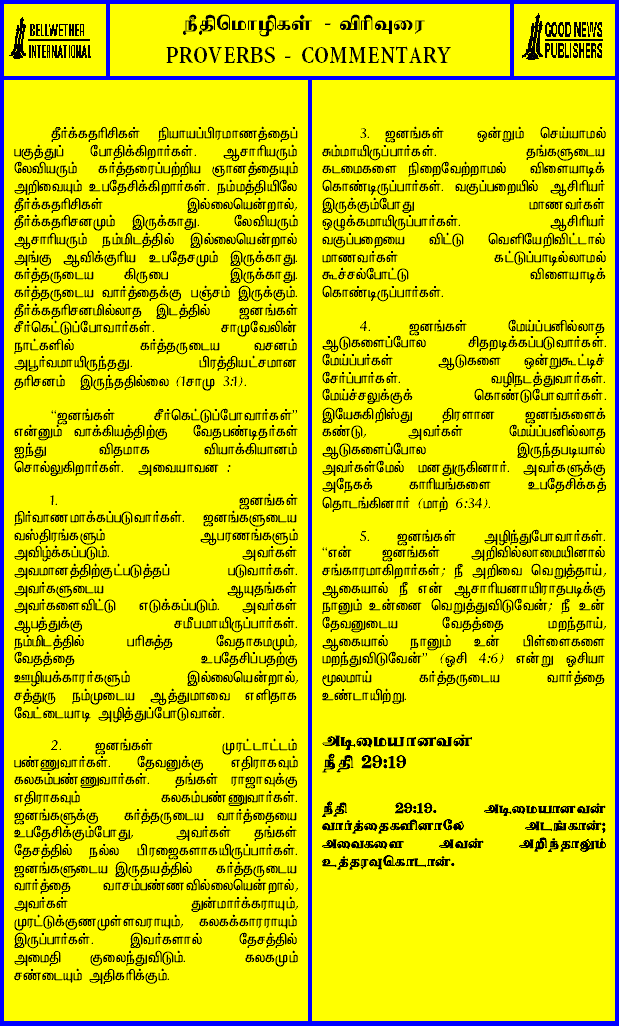 BELLWETHER
INTERNATIONAL
நீதிமொழிகள் - விரிவுரை
PROVERBS - COMMENTARY
GOOD NEWS
PUBLISHERS
தீர்க்கதரிசிகள் நியாயப்பிரமாணத்தைப்
பகுத்துப் போதிக்கிறார்கள். ஆசாரியரும்
லேவியரும் கர்த்தரைப்பற்றிய ஞானத்தையும்
அறிவையும் உபதேசிக்கிறார்கள். நம்மத்தியிலே
தீர்க்கதரிசிகள் இல்லையென்றால்,
தீர்க்கதரிசனமும் இருக்காது. லேவியரும்
ஆசாரியரும் நம்மிடத்தில் இல்லையென்றால்
அங்கு ஆவிக்குரிய உபதேசமும் இருக்காது.
கர்த்தருடைய கிருபை இருக்காது.
கர்த்தருடைய வார்த்தைக்கு பஞ்சம் இருக்கும்.
தீர்க்கதரிசனமில்லாத இடத்தில் ஜனங்கள்
சீர்கெட்டுப்போவார்கள். சாமுவேலின்
நாட்களில் கர்த்தருடைய வசனம்
அபூர்வமாயிருந்தது. பிரத்தியட்சமான
தரிசனம் இருந்ததில்லை (1சாமு 3:1).
“ஜனங்கள் சீர்கெட்டுப்போவார்கள்”
என்னும் வாக்கியத்திற்கு வேதபண்டிதர்கள்
ஐந்து விதமாக வியாக்கியானம்
சொல்லுகிறார்கள். அவையாவன :
1. ஜனங்கள்
நிர்வாணமாக்கப்படுவார்கள். ஜனங்களுடைய
வஸ்திரங்களும் ஆபரணங்களும்
அவிழ்க்கப்படும். அவர்கள்
அவமானத்திற்குட்படுத்தப் படுவார்கள்.
அவர்களுடைய ஆயுதங்கள்
அவர்களைவிட்டு எடுக்கப்படும். அவர்கள்
ஆபத்துக்கு சமீபமாயிருப்பார்கள்.
நம்மிடத்தில் பரிசுத்த வேதாகமமும்,
வேதத்தை உபதேசிப்பதற்கு
ஊழியக்காரர்களும் இல்லையென்றால்,
சத்துரு நம்முடைய ஆத்துமாவை எளிதாக
வேட்டையாடி அழித்துப்போடுவான்.
2. ஜனங்கள் முரட்டாட்டம்
பண்ணுவார்கள். தேவனுக்கு எதிராகவும்
கலகம்பண்ணுவார்கள். தங்கள் ராஜாவுக்கு
எதிராகவும் கலகம்பண்ணுவார்கள்.
ஜனங்களுக்கு கர்த்தருடைய வார்த்தையை
உபதேசிக்கும்போது, அவர்கள் தங்கள்
தேசத்தில் நல்ல பிரஜைகளாகயிருப்பார்கள்.
ஜனங்களுடைய இருதயத்தில் கர்த்தருடைய
வார்த்தை வாசம்பண்ணவில்லையென்றால்,
அவர்கள் துன்மார்க்கராயும்,
முரட்டுக்குணமுள்ளவராயும், கலகக்காரராயும்
இருப்பார்கள். இவர்களால் தேசத்தில்
அமைதி குலைந்துவிடும். கலகமும்
சண்டையும் அதிகரிக்கும்.
3. ஜனங்கள் ஒன்றும் செய்யாமல்
சும்மாயிருப்பார்கள். தங்களுடைய
கடமைகளை நிறைவேற்றாமல் விளையாடிக்
கொண்டிருப்பார்கள். வகுப்பறையில் ஆசிரியர்
இருக்கும்போது மாணவர்கள்
ஒழுக்கமாயிருப்பார்கள். ஆசிரியர்
வகுப்பறையை விட்டு வெளியேறிவிட்டால்
மாணவர்கள் கட்டுப்பாடில்லாமல்
கூச்சல்போட்டு விளையாடிக்
கொண்டிருப்பார்கள்.
4. ஜனங்கள் மேய்ப்பனில்லாத
ஆடுகளைப்போல சிதறடிக்கப்படுவார்கள்.
மேய்ப்பர்கள் ஆடுகளை ஒன்றுகூட்டிச்
சேர்ப்பார்கள். வழிநடத்துவார்கள்.
மேய்ச்சலுக்குக் கொண்டுபோவார்கள்.
இயேசுகிறிஸ்து திரளான ஜனங்களைக்
கண்டு, அவர்கள் மேய்ப்பனில்லாத
ஆடுகளைப்போல இருந்தபடியால்
அவர்கள்மேல் மனதுருகினார். அவர்களுக்கு
அநேகக் காரியங்களை உபதேசிக்கத்
தொடங்கினார் (மாற் 6:34).
5. ஜனங்கள் அழிந்துபோவார்கள்.
“என் ஜனங்கள் அறிவில்லாமையினால்
சங்காரமாகிறார்கள்; நீ அறிவை வெறுத்தாய்,
ஆகையால் நீ என் ஆசாரியனாயிராதபடிக்கு
நானும் உன்னை வெறுத்துவிடுவேன்; நீ உன்
தேவனுடைய வேதத்தை மறந்தாய்,
ஆகையால் நானும் உன் பிள்ளைகளை
மறந்துவிடுவேன்” (ஓசி 4:6) என்று ஓசியா
மூலமாய் கர்த்தருடைய வார்த்தை
உண்டாயிற்று.
அடிமையானவன்
நீதி 29:19
நீதி 29:19. அடிமையானவன்
வார்த்தைகளினாலே அடங்கான்;
அவைகளை அவன் அறிந்தாலும்
உத்தரவுகொடான்.